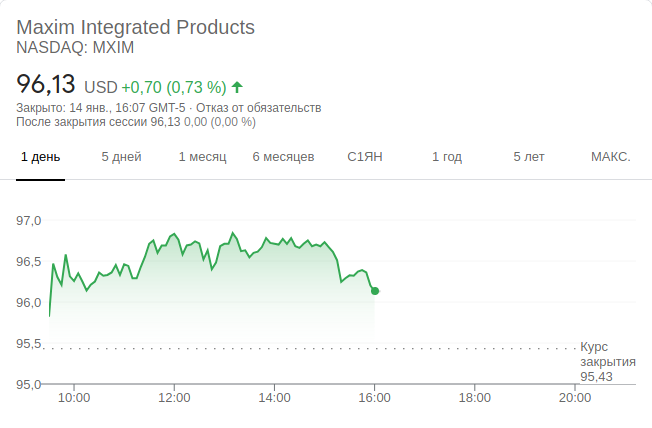 Maxim Integrated Products
NASDAQ: MXIM
96,13 USD +0,70 (0,73 %)
Закрыто: 14 янв., 16:07 GMT-5 · Отказ от обязательств
После закрытия сессии 96,13 0,00 (0,00 %)
1 день 5 дней 1 месяц 6 месяцев С1ЯН 1 год 5 лет МАКС.
97,0
96,5
96,0
95,5
Курс
закрытия
95,43
95,0
10:00 12:00 14:00 16:00 18:00 20:00